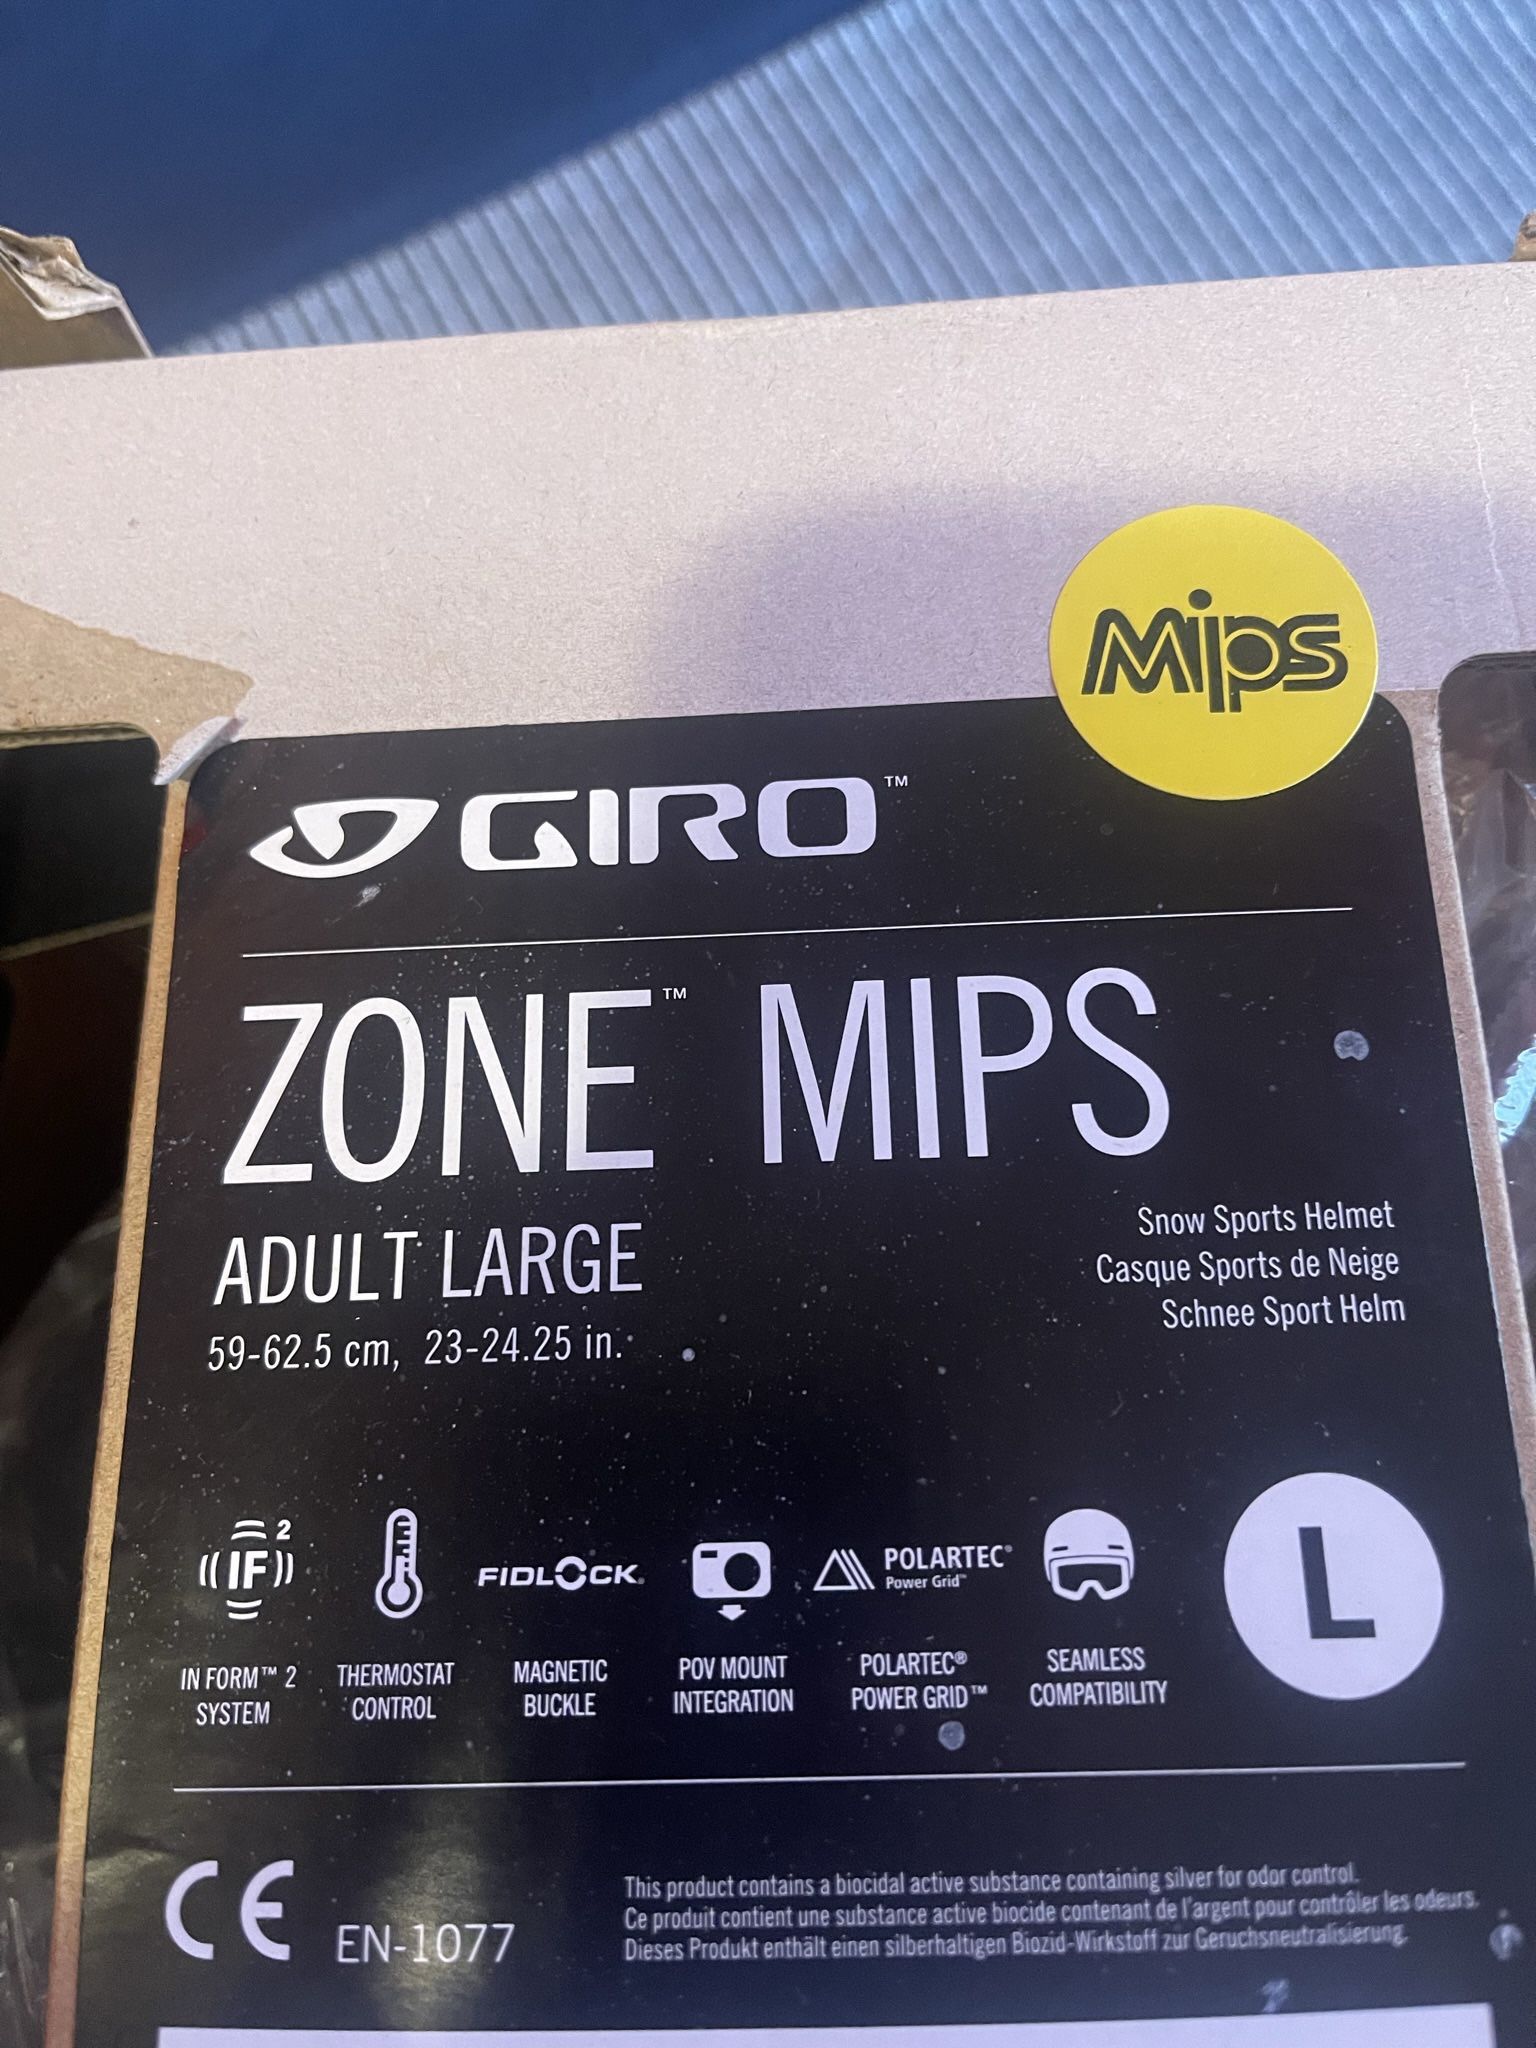 Mips
GIRO™
ZONE™ MIPS
ADULT LARGE
59-62.5 cm, 23-24.25 in.
Snow Sports Helmet
Casque Sports de Neige
Schnee Sport Helm
IF 2
FIDLOCK®
POLARTEC®
Power Grid™
IN FORM™ 2
SYSTEM
THERMOSTAT
CONTROL
MAGNETIC
BUCKLE
POV MOUNT
INTEGRATION
POLARTEC®
POWER GRID™
SEAMLESS
COMPATIBILITY
L
CE EN-1077
This product contains a biocidal active substance containing silver for odor control.
Ce produit contient une substance active biocide contenant de l'argent pour contrôler les odeurs.
Dieses Produkt enthält einen silberhaltigen Biozid-Wirkstoff zur Geruchsneutralisierung.